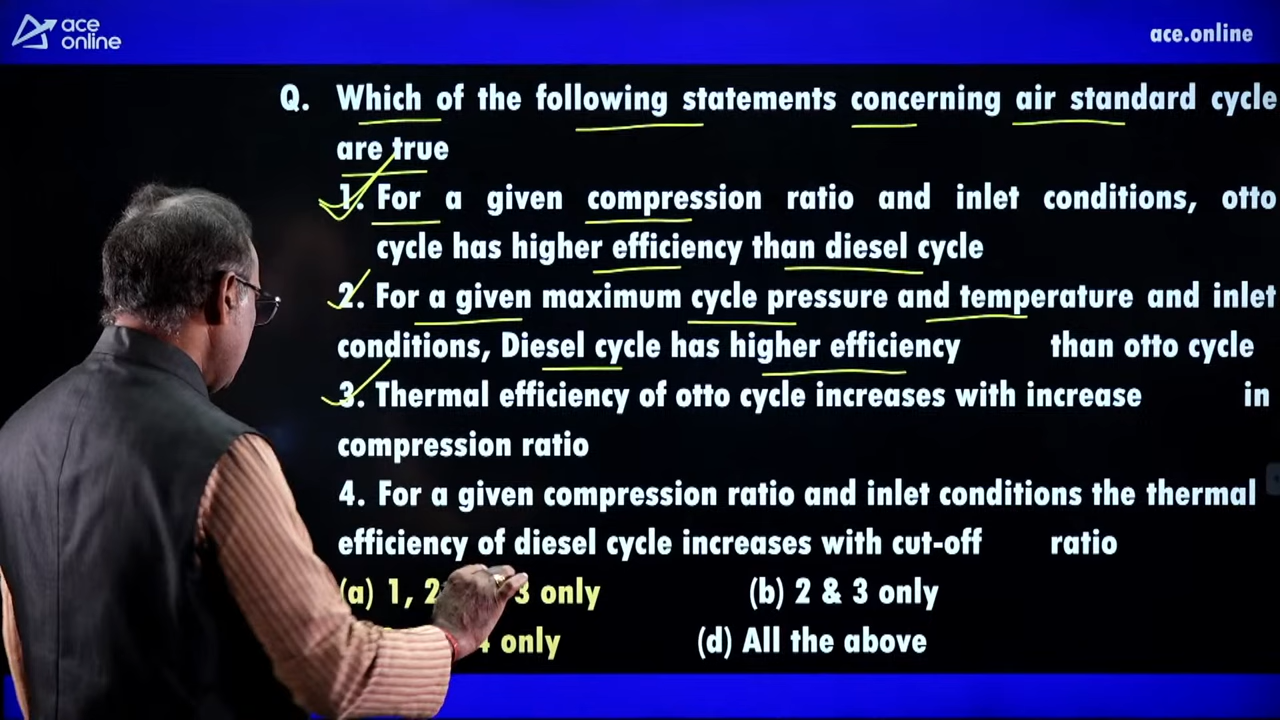 ace
online
ace.online
Q. Which of the following statements concerning air standard cycle
are true
1. For a given compression ratio and inlet conditions, otto
cycle has higher efficiency than diesel cycle
2. For a given maximum cycle pressure and temperature and inlet
conditions, Diesel cycle has higher efficiency than otto cycle
3. Thermal efficiency of otto cycle increases with increase in
compression ratio
4. For a given compression ratio and inlet conditions the thermal
efficiency of diesel cycle increases with cut-off ratio
(a) 1, 2 3 only (b) 2 & 3 only
4 only (d) All the above